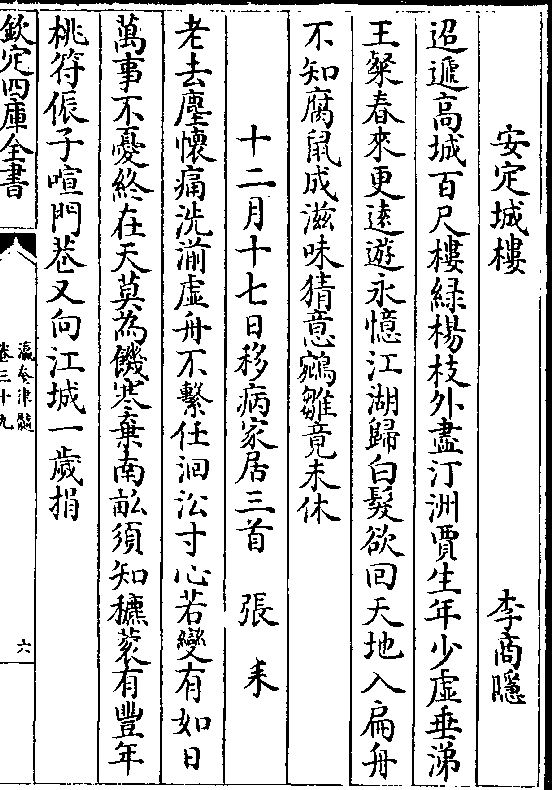 安定城樓　李商隱
迢遞高城百尺樓緑楊枝外盡汀洲賈生年少虛垂涕
王粲春來更逺遊永憶江湖歸白髮欲回天地入扁舟
不知腐鼠成滋味猜意鵷雛竟未休
十二月十七日移病家居三首　張耒
老去塵懷痛洗湔虛舟不繫任洄沿寸心若變有如日
萬事不憂終在天莫為饑寒棄南畝須知穮蔉有豐年
桃符侲子喧門巷又向江城一歲捐
欽定四庫全書
瀛奎律髓
卷三十九
六